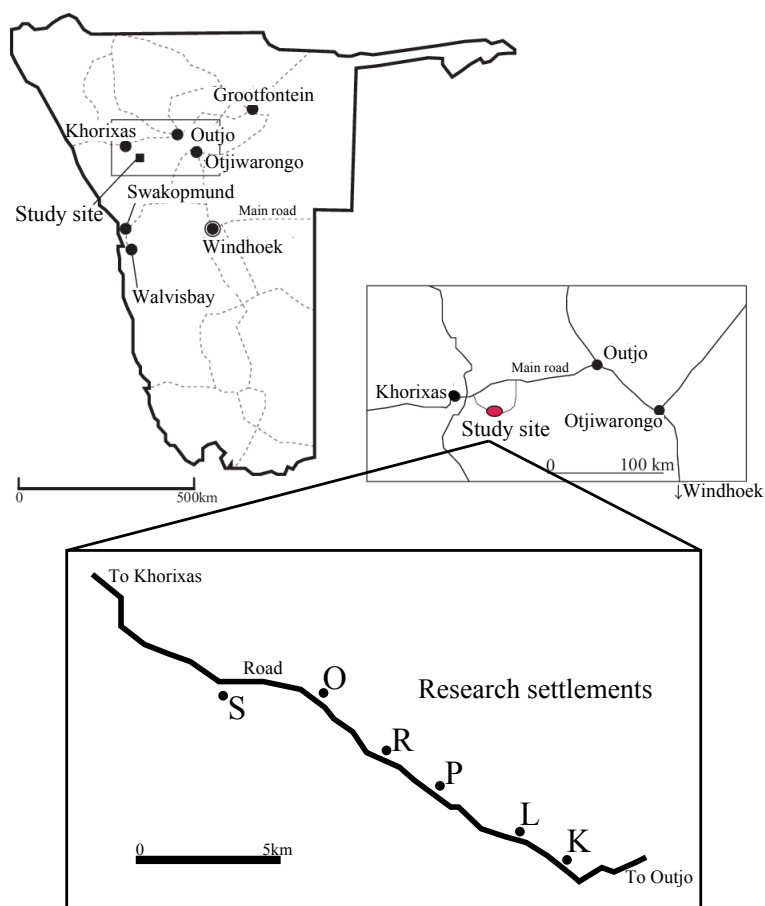 Grootfontein
Khorixas
Outjo
Otjiwarongo
Swakopmund
Study site
Main road
Windhoek
Walvisbay
0
500km
Outjo
Main road
Khorixas
Otjiwarongo
Study site
0
100 km
↓Windhoek
To Khorixas
Road
O
Research settlements
S
R
P
L
K
0
5km
To Outjo